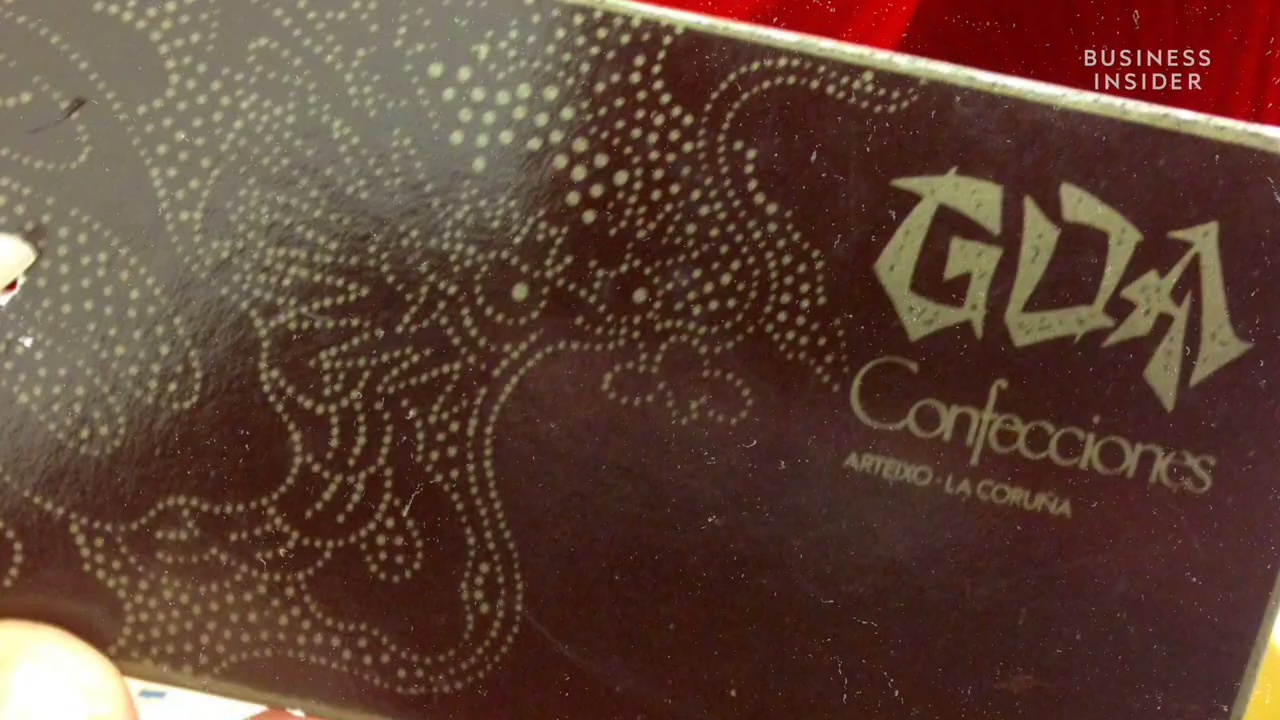 BUSINESS
INSIDER
GOA
Confecciones
ARTEIXO - LA CORUÑA